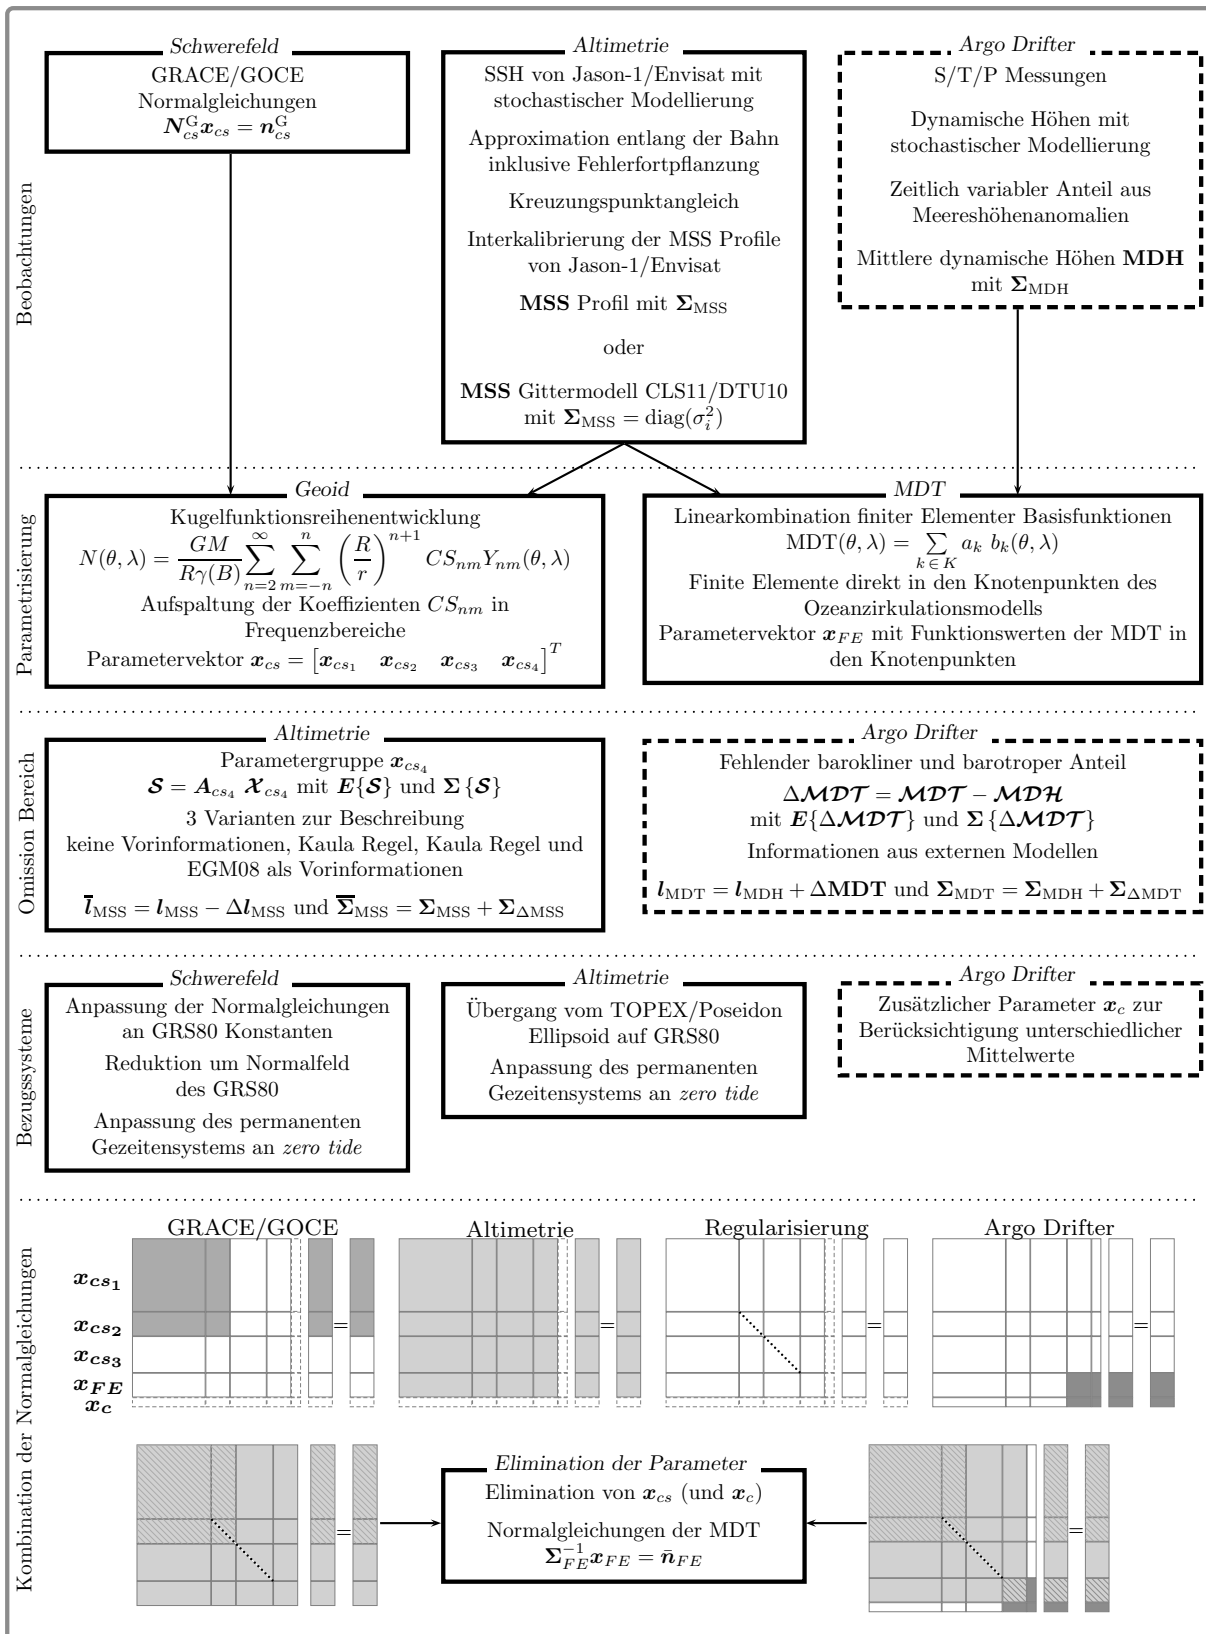 Beobachtungen
Schwerefeld
GRACE/GOCE
Normalgleichungen
𝑵ᴳ_cs 𝒙_cs = 𝒏ᴳ_cs
Altimetrie
SSH von Jason-1/Envisat mit
stochastischer Modellierung
Approximation entlang der Bahn
inklusive Fehlerfortpflanzung
Kreuzungspunktangleich
Interkalibrierung der MSS Profile
von Jason-1/Envisat
MSS Profil mit Σ_MSS
oder
MSS Gittermodell CLS11/DTU10
mit Σ_MSS = diag(σ_i^2)
Argo Drifter
S/T/P Messungen
Dynamische Höhen mit
stochastischer Modellierung
Zeitlich variabler Anteil aus
Meereshöhenanomalien
Mittlere dynamische Höhen MDH
mit Σ_MDH
Parametrisierung
Geoid
Kugelfunktionsreihenentwicklung
N(θ, λ) = GM/(Rγ(B)) ∑_{n=2}^{∞} ∑_{m=−n}^{n} (R/r)^{n+1} CS_nm Y_nm(θ, λ)
Aufspaltung der Koeffizienten CS_nm in
Frequenzbereiche
Parametervektor x_cs = [x_cs1 x_cs2 x_cs3 x_cs4]^T
MDT
Linearkombination finiter Elementer Basisfunktionen
MDT(θ, λ) = ∑_{k∈K} a_k b_k(θ, λ)
Finite Elemente direkt in den Knotenpunkten des
Ozeanzirkulationsmodells
Parametervektor x_FE mit Funktionswerten der MDT in
den Knotenpunkten
Omission Bereich
Altimetrie
Parametergruppe x_cs4
𝓢 = A_cs4 𝓧_cs4 mit E{𝓢} und Σ{𝓢}
3 Varianten zur Beschreibung
keine Vorinformationen, Kaula Regel, Kaula Regel und
EGM08 als Vorinformationen
l̅_MSS = l_MSS − Δl_MSS und Σ̅_MSS = Σ_MSS + Σ_ΔMSS
Argo Drifter
Fehlender barokliner und barotroper Anteil
Δ𝓜𝓓𝓣 = 𝓜𝓓𝓣 − 𝓜𝓓𝓗
mit E{Δ𝓜𝓓𝓣} und Σ{Δ𝓜𝓓𝓣}
Informationen aus externen Modellen
l_MDT = l_MDH + ΔMDT und Σ_MDT = Σ_MDH + Σ_ΔMDT
Bezugssysteme
Schwerefeld
Anpassung der Normalgleichungen
an GRS80 Konstanten
Reduktion um Normalfeld
des GRS80
Anpassung des permanenten
Gezeitensystems an zero tide
Altimetrie
Übergang vom TOPEX/Poseidon
Ellipsoid auf GRS80
Anpassung des permanenten
Gezeitensystems an zero tide
Argo Drifter
Zusätzlicher Parameter x_c zur
Berücksichtigung unterschiedlicher
Mittelwerte
Kombination der Normalgleichungen
GRACE/GOCE
Altimetrie
Regularisierung
Argo Drifter
x_cs1
x_cs2
= = = =
x_cs3
x_FE
x_c
=
Elimination der Parameter
Elimination von x_cs (und x_c)
Normalgleichungen der MDT
Σ_FE^{-1} x_FE = n̄_FE
=